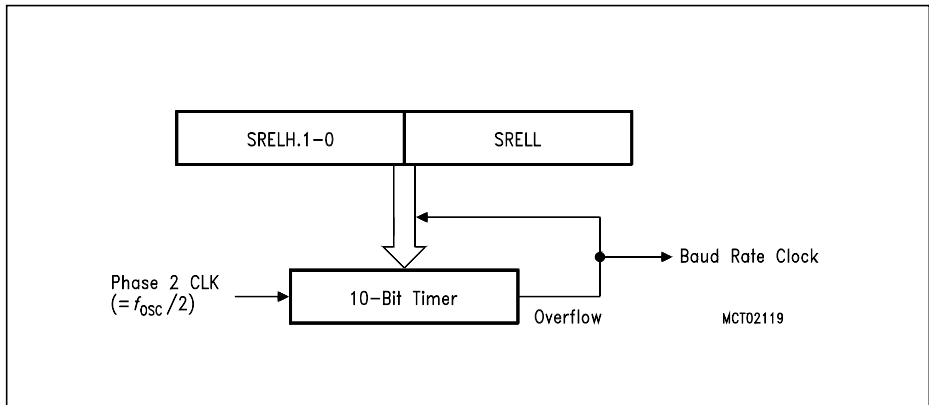 SRELH.1-0
SRELL
Phase 2 CLK
(= fOSC/2)
10-Bit Timer
Overflow
Baud Rate Clock
MCT02119